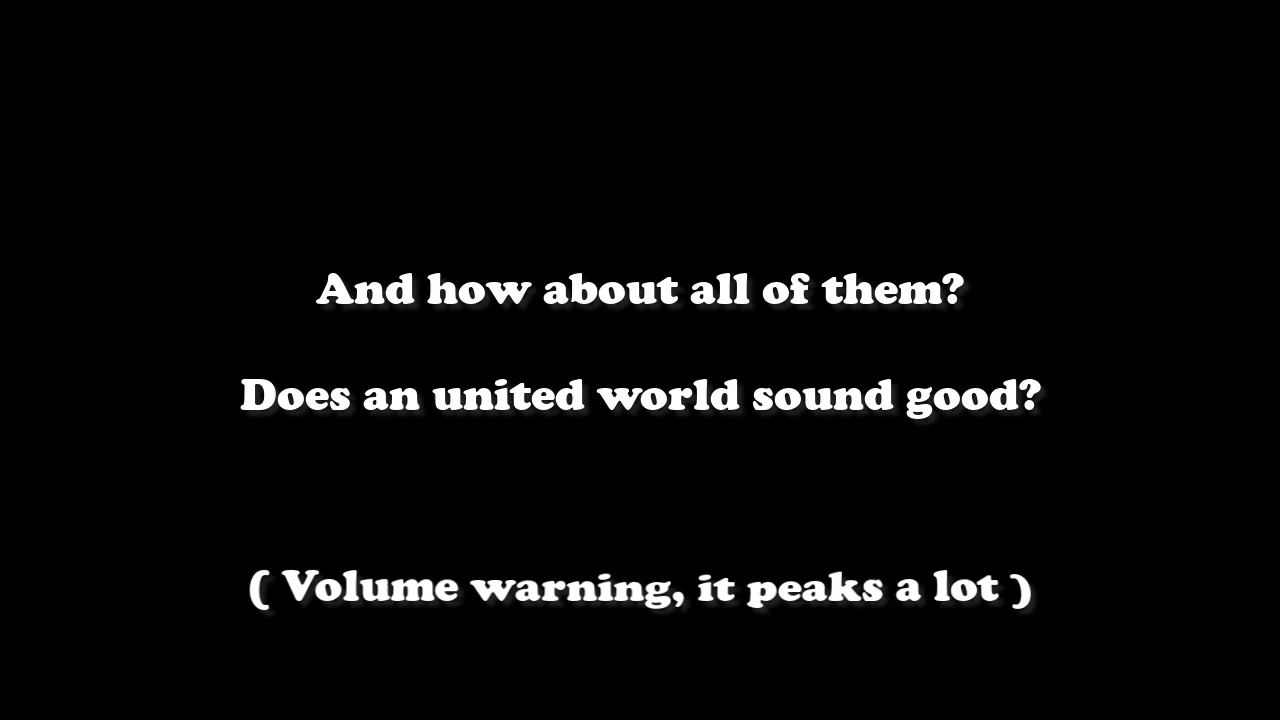 And how about all of them?
Does an united world sound good?
( Volume warning, it peaks a lot )